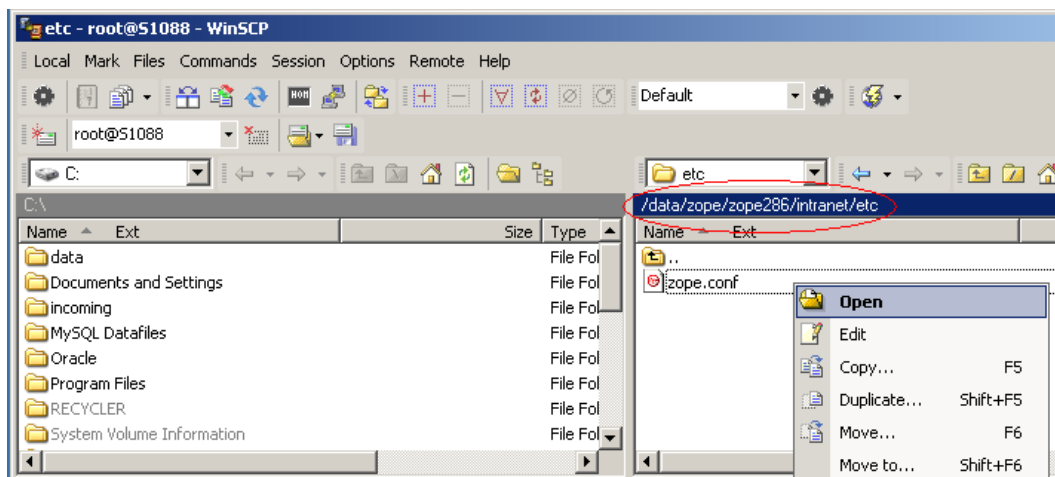 etc - root@S1088 - WinSCP
Local Mark Files Commands Session Options Remote Help
Default
root@S1088
C: etc
C:\ /data/zope/zope286/intranet/etc
Name Ext Size Type Name Ext
data File Fol ..
Documents and Settings File Fol zope.conf
incoming File Fol Open
MySQL Datafiles File Fol Edit
Oracle File Fol Copy... F5
Program Files File Fol
RECYCLER File Fol Duplicate... Shift+F5
System Volume Information File Fol Move... F6
Move to... Shift+F6